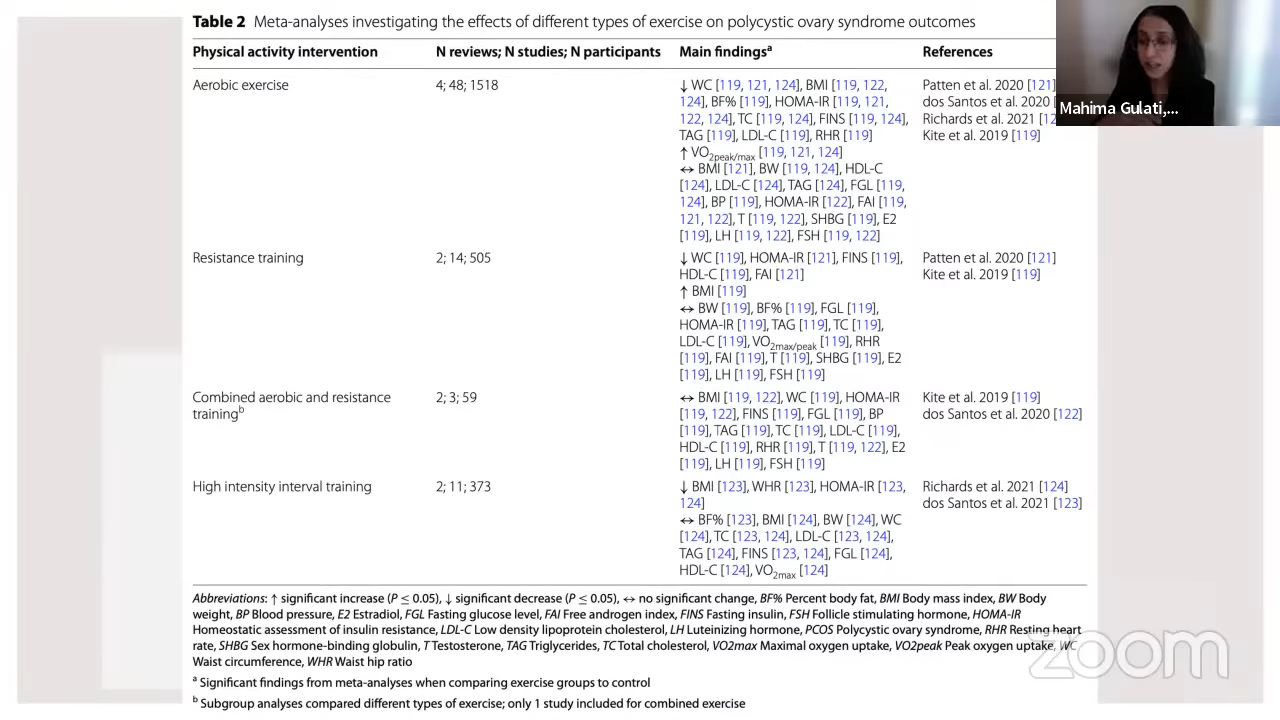 Table 2 Meta-analyses investigating the effects of different types of exercise on polycystic ovary syndrome outcomes
Physical activity intervention N reviews; N studies; N participants Main findingsa References
Aerobic exercise 4; 48; 1518 ↓ WC [119, 121, 124], BMI [119, 122, Patten et al. 2020 [121]
124], BF% [119], HOMA-IR [119, 121, dos Santos et al. 2020
122, 124], TC [119, 124], FINS [119, 124], Richards et al. 2021
TAG [119], LDL-C [119], RHR [119] Kite et al. 2019 [119]
↑ VO2peak/max [119, 121, 124]
↔ BMI [121], BW [119, 124], HDL-C
[124], LDL-C [124], TAG [124], FGL [119,
124], BP [119], HOMA-IR [122], FAI [119,
121, 122], T [119, 122], SHBG [119], E2
[119], LH [119, 122], FSH [119, 122]
Resistance training 2; 14; 505 ↓ WC [119], HOMA-IR [121], FINS [119], Patten et al. 2020 [121]
HDL-C [119], FAI [121] Kite et al. 2019 [119]
↑ BMI [119]
↔ BW [119], BF% [119], FGL [119],
HOMA-IR [119], TAG [119], TC [119],
LDL-C [119], VO2max/peak [119], RHR
[119], FAI [119], T [119], SHBG [119], E2
[119], LH [119], FSH [119]
Combined aerobic and resistance 2; 3; 59 ↔ BMI [119, 122], WC [119], HOMA-IR Kite et al. 2019 [119]
trainingb [119, 122], FINS [119], FGL [119], BP dos Santos et al. 2020 [122]
[119], TAG [119], TC [119], LDL-C [119],
HDL-C [119], RHR [119], T [119, 122], E2
[119], LH [119], FSH [119]
High intensity interval training 2; 11; 373 ↓ BMI [123], WHR [123], HOMA-IR [123, Richards et al. 2021 [124]
124] dos Santos et al. 2021 [123]
↔ BF% [123], BMI [124], BW [124], WC
[124], TC [123, 124], LDL-C [123, 124],
TAG [124], FINS [123, 124], FGL [124],
HDL-C [124], VO2max [124]
Abbreviations: ↑ significant increase (P ≤ 0.05), ↓ significant decrease (P ≤ 0.05), ↔ no significant change, BF% Percent body fat, BMI Body mass index, BW Body
weight, BP Blood pressure, E2 Estradiol, FGL Fasting glucose level, FAI Free androgen index, FINS Fasting insulin, FSH Follicle stimulating hormone, HOMA-IR
Homeostatic assessment of insulin resistance, LDL-C Low density lipoprotein cholesterol, LH Luteinizing hormone, PCOS Polycystic ovary syndrome, RHR Resting heart
rate, SHBG Sex hormone-binding globulin, T Testosterone, TAG Triglycerides, TC Total cholesterol, VO2max Maximal oxygen uptake, VO2peak Peak oxygen uptake, WC
Waist circumference, WHR Waist hip ratio
a Significant findings from meta-analyses when comparing exercise groups to control
b Subgroup analyses compared different types of exercise; only 1 study included for combined exercise
Mahima Gulati,...
zoom